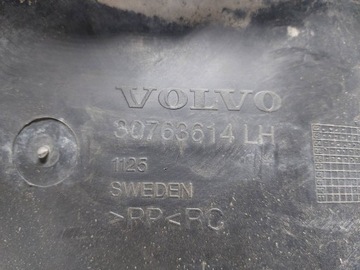 VOLVO
30763614 LH
1125
SWEDEN
>PP<RC